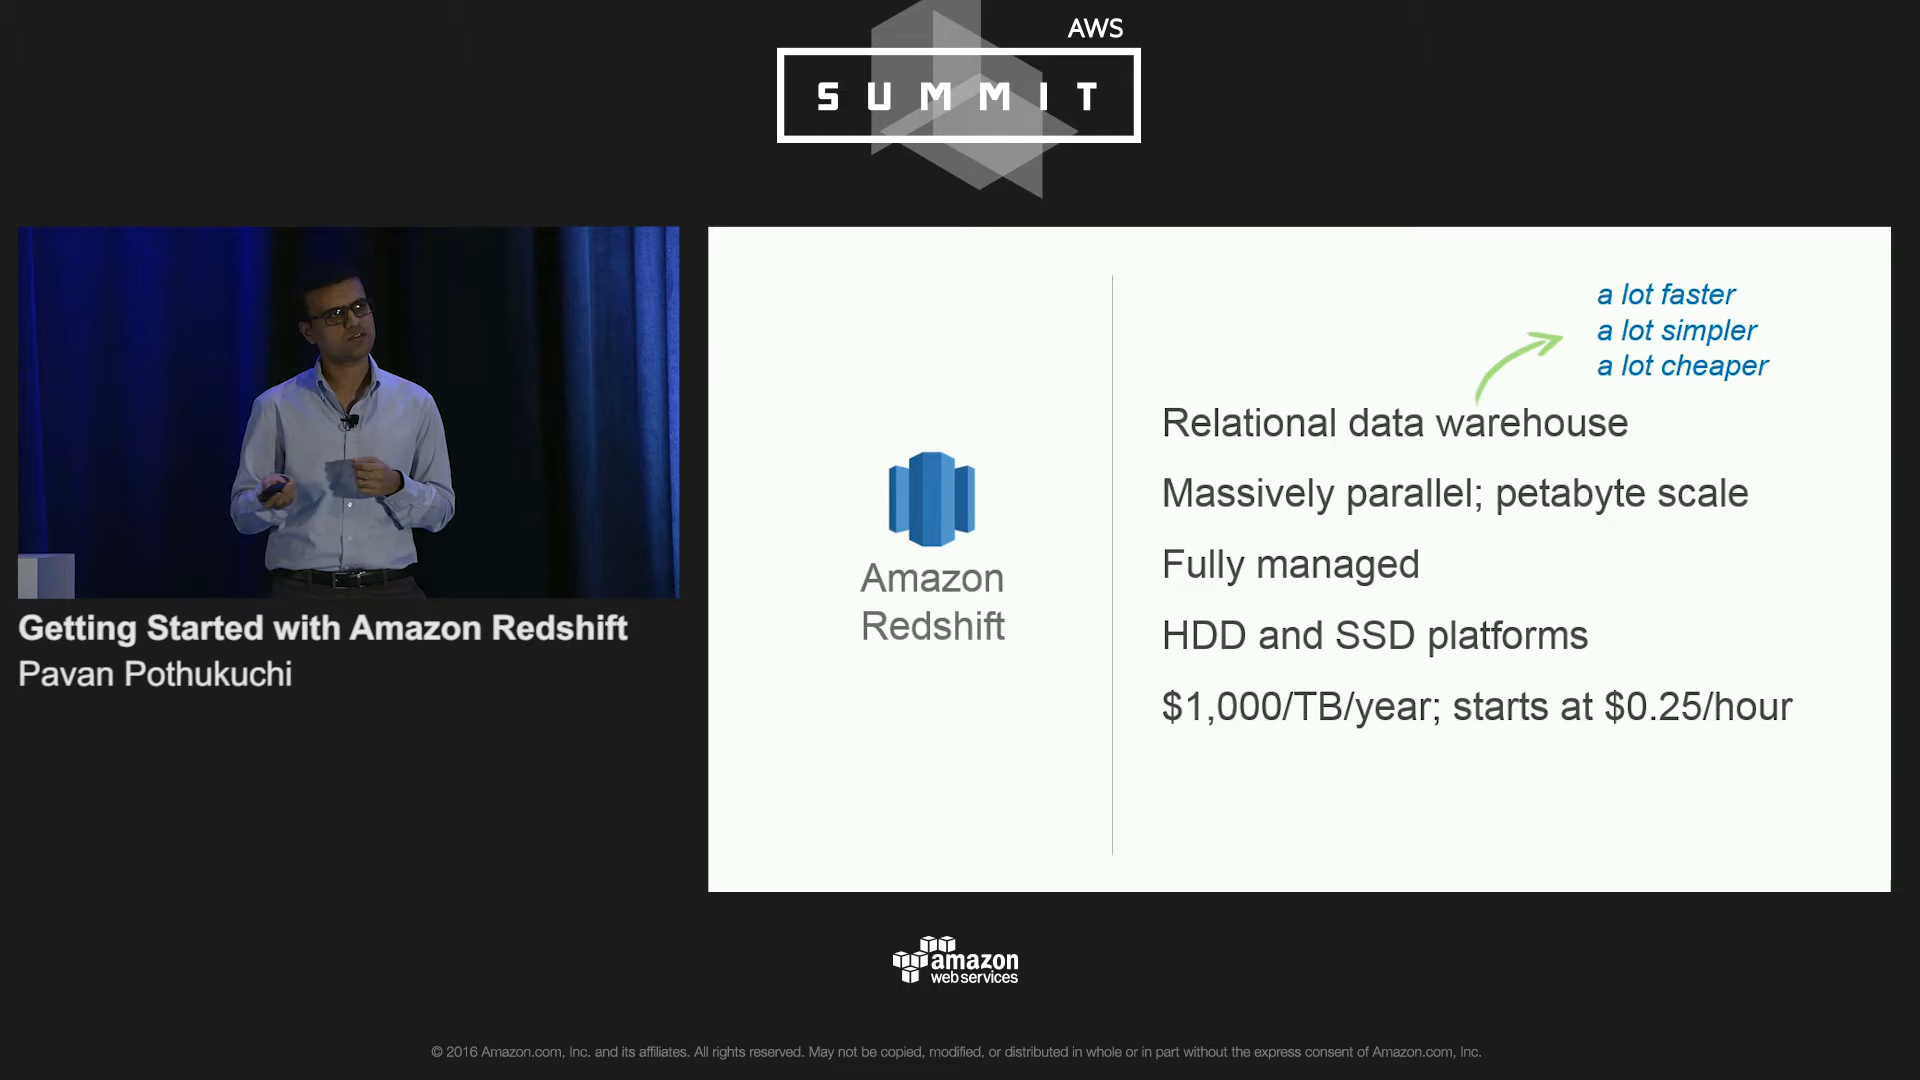 AWS
SUMMIT
a lot faster
a lot simpler
a lot cheaper
Relational data warehouse
Massively parallel; petabyte scale
Fully managed
HDD and SSD platforms
$1,000/TB/year; starts at $0.25/hour
Amazon
Redshift
Getting Started with Amazon Redshift
Pavan Pothukuchi
amazon
webservices
© 2016 Amazon.com, Inc. and its affiliates. All rights reserved. May not be copied, modified, or distributed in whole or in part without the express consent of Amazon.com, Inc.